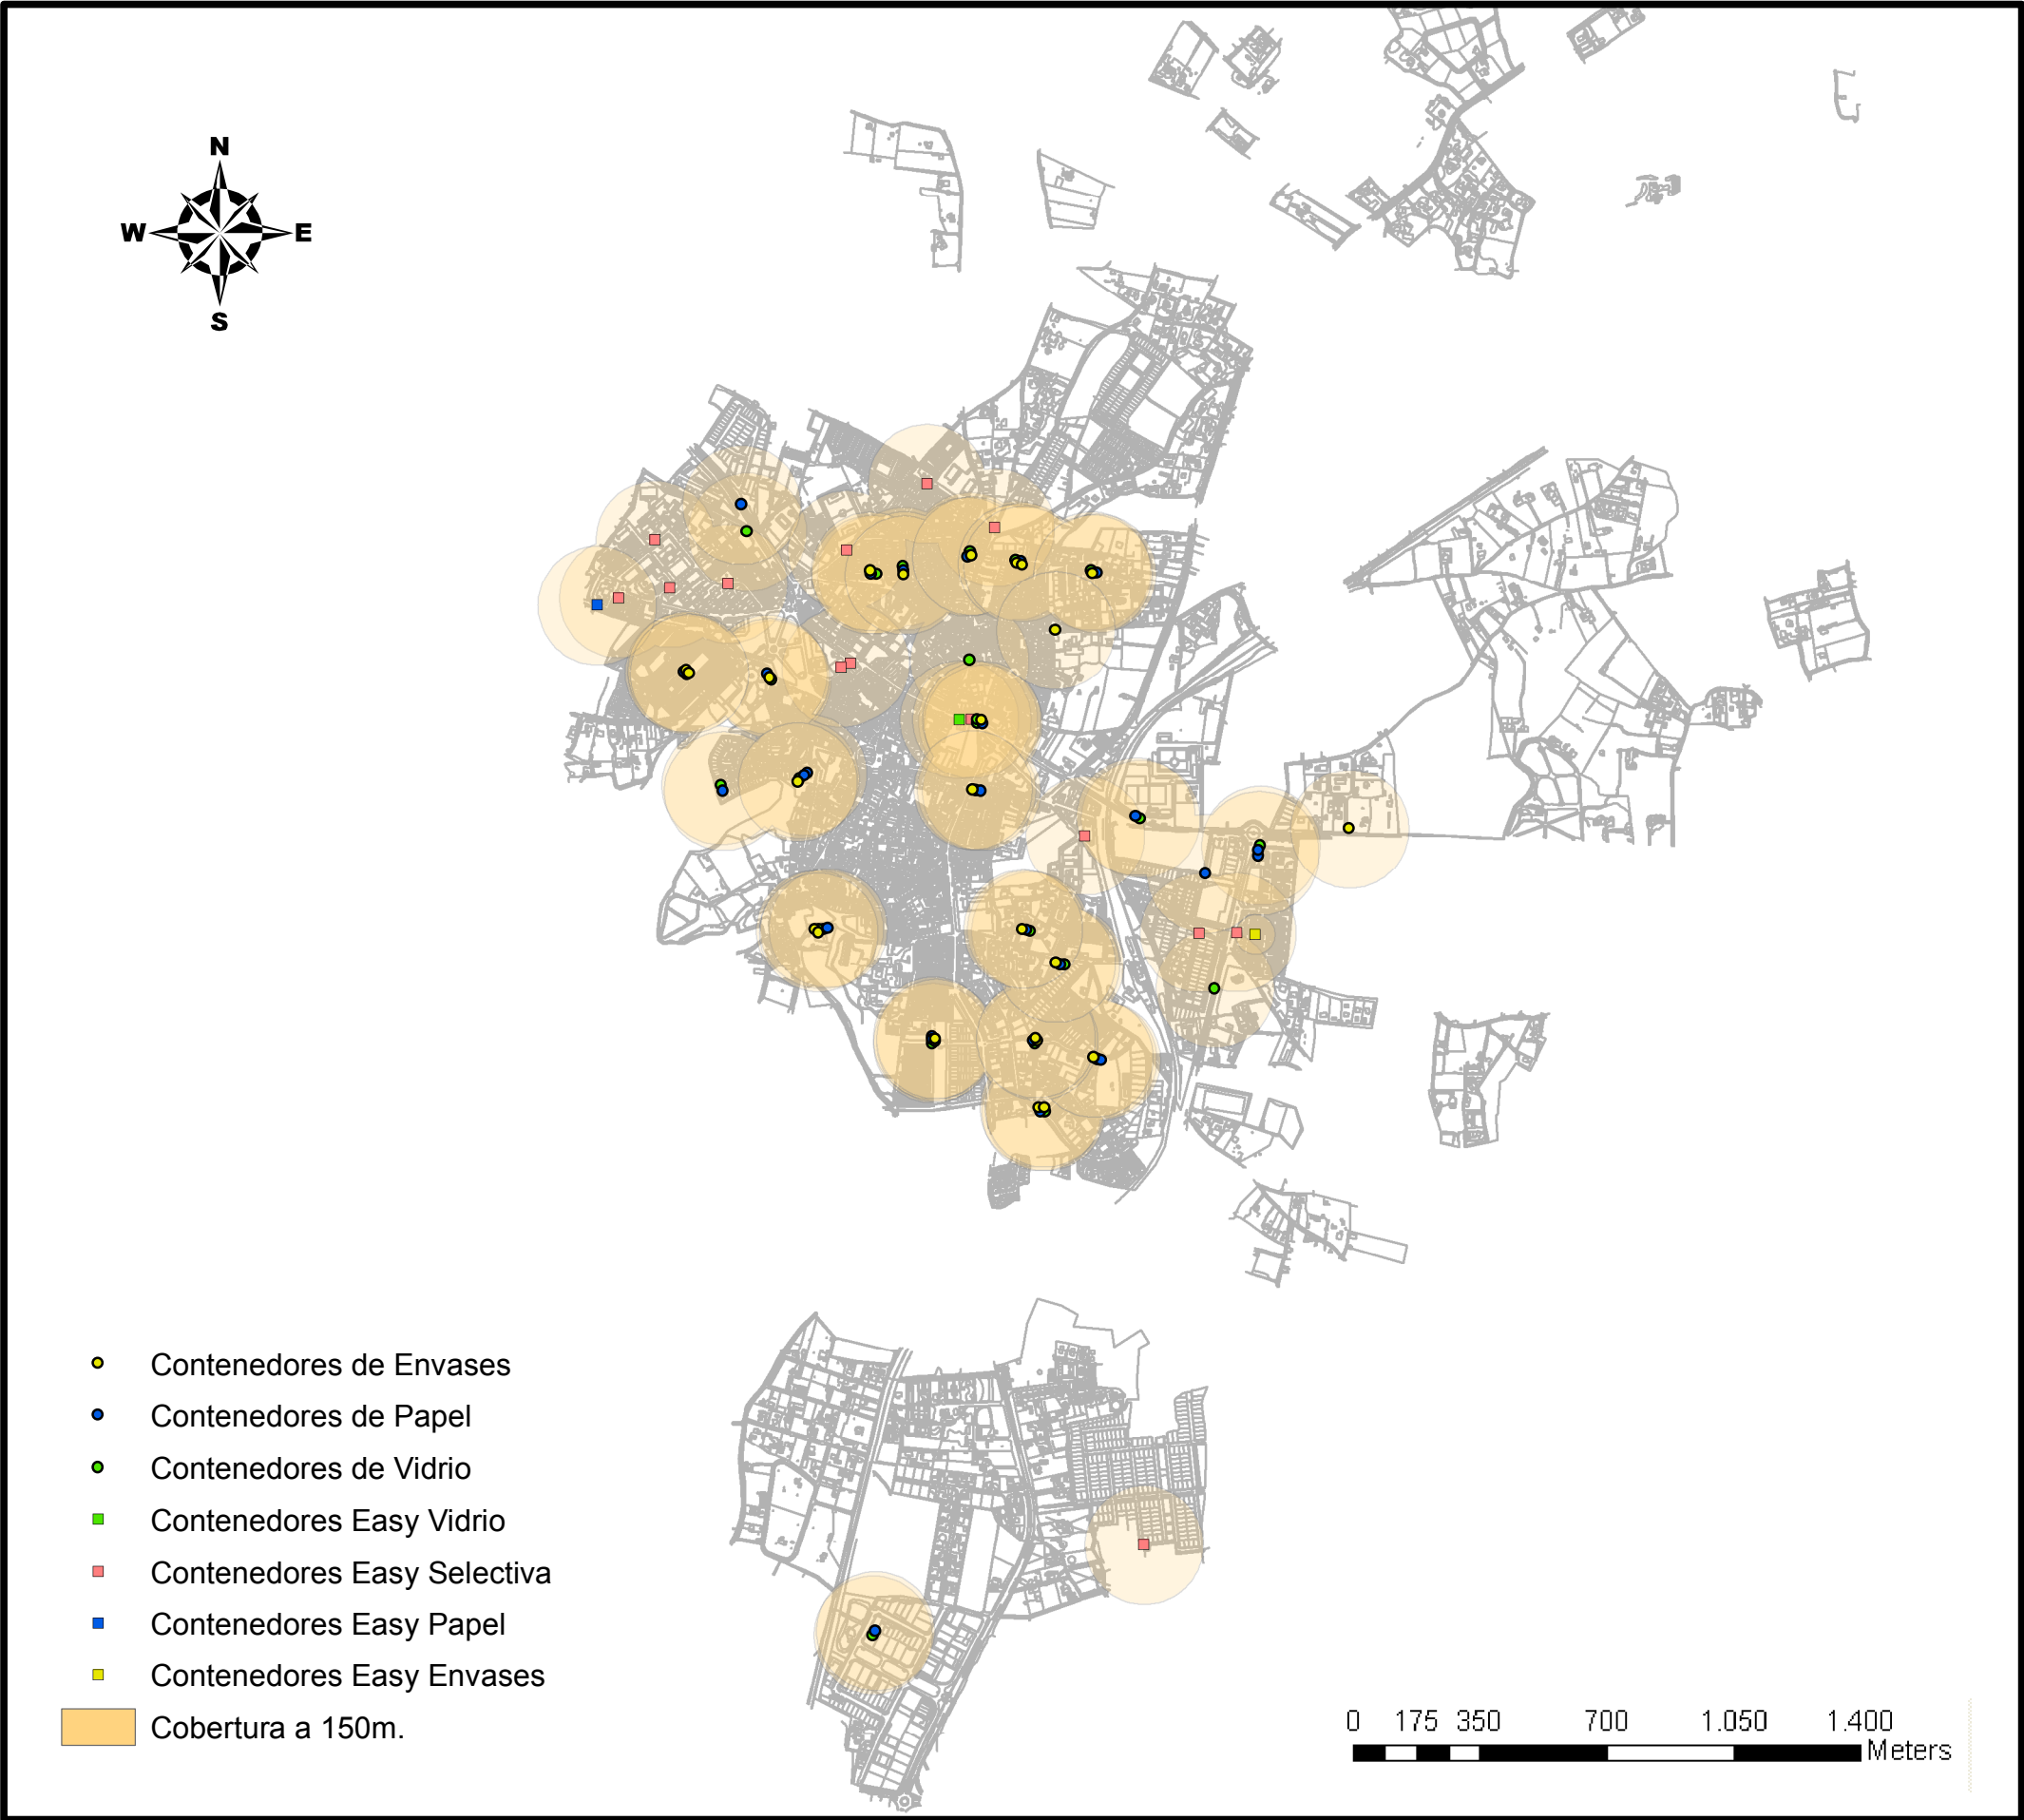 N
W E
S
Contenedores de Envases
Contenedores de Papel
Contenedores de Vidrio
Contenedores Easy Vidrio
Contenedores Easy Selectiva
Contenedores Easy Papel
Contenedores Easy Envases
Cobertura a 150m.
0 175 350 700 1.050 1.400
Meters